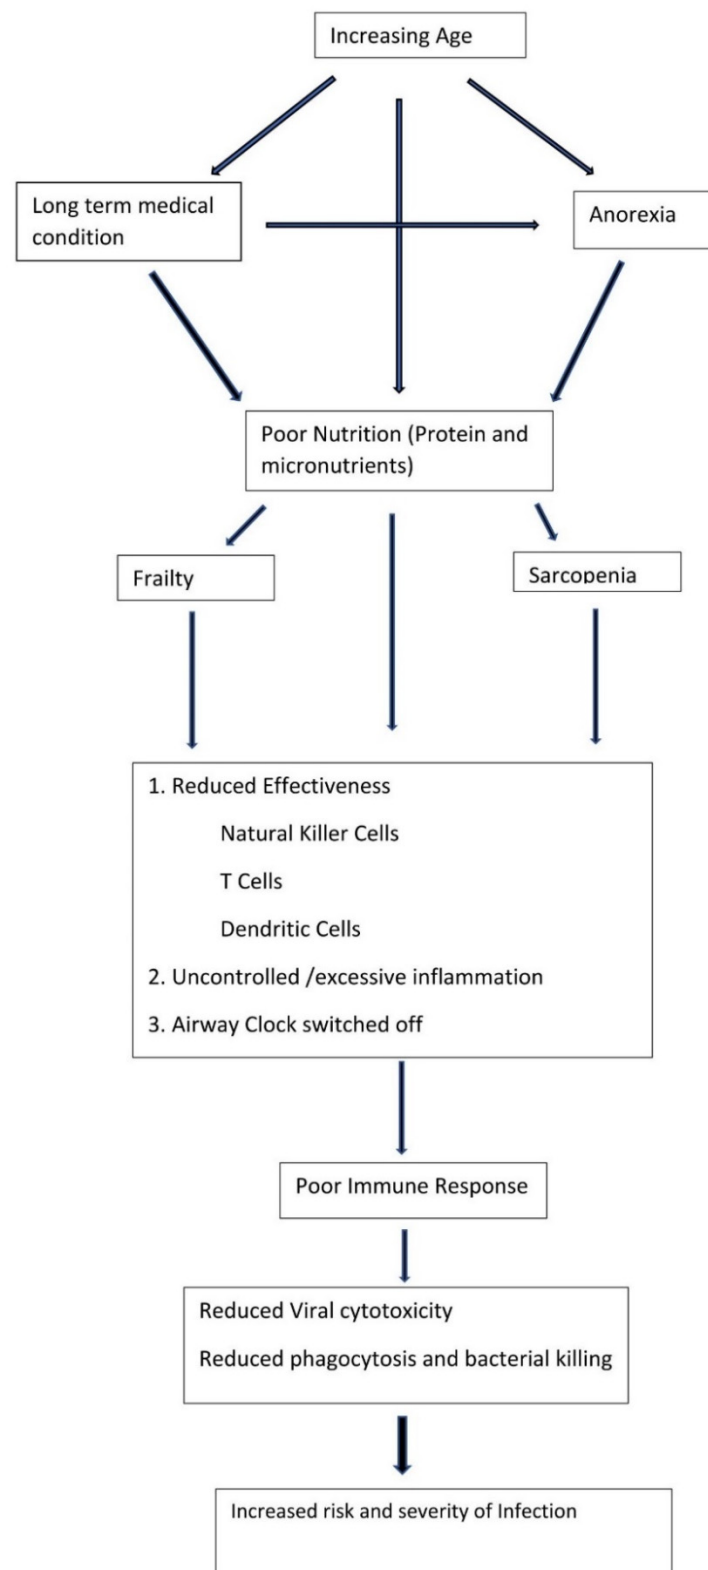 Increasing Age
Long term medical
condition
Anorexia
Poor Nutrition (Protein and
micronutrients)
Frailty
Sarcopenia
1. Reduced Effectiveness
Natural Killer Cells
T Cells
Dendritic Cells
2. Uncontrolled /excessive inflammation
3. Airway Clock switched off
Poor Immune Response
Reduced Viral cytotoxicity
Reduced phagocytosis and bacterial killing
Increased risk and severity of Infection